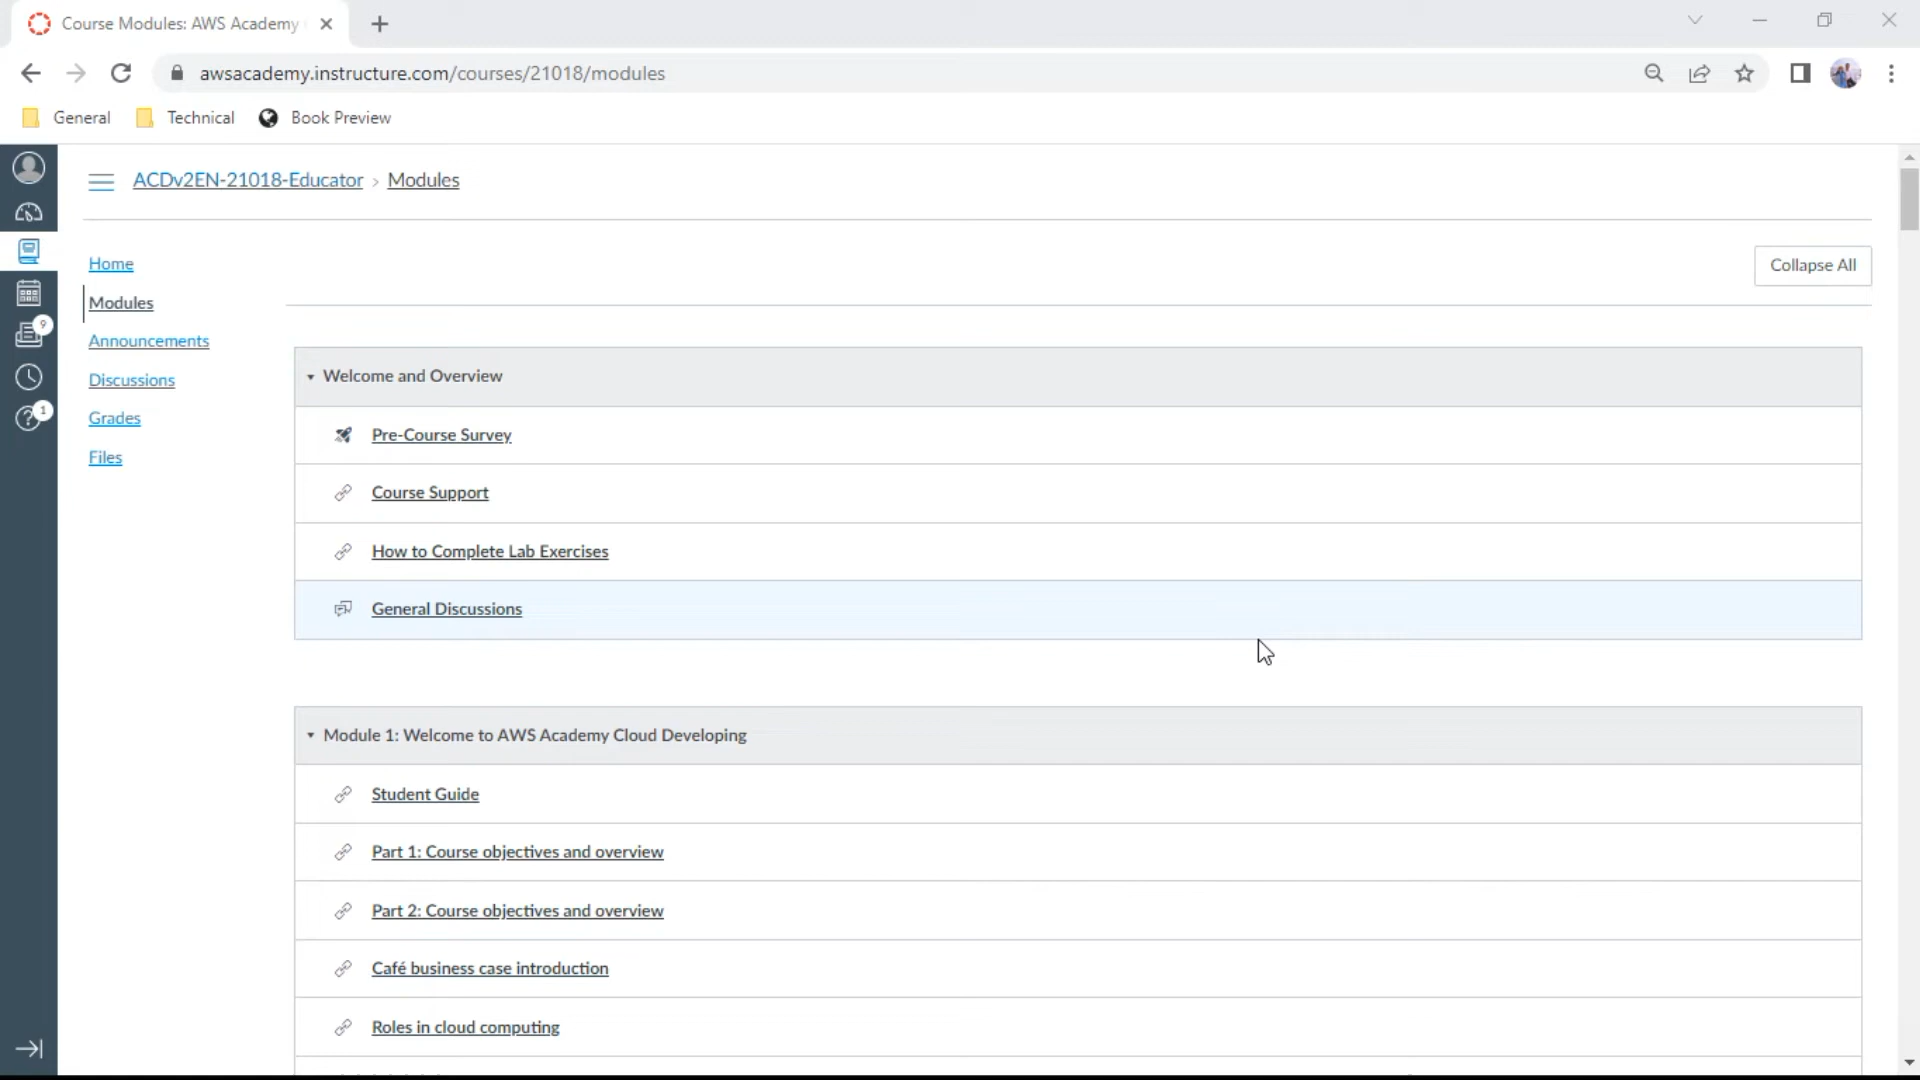 Course Modules: AWS Academy
awsacademy.instructure.com/courses/21018/modules
General Technical Book Preview
ACDv2EN-21018-Educator > Modules
Home
Modules
Announcements
Discussions
Grades
Files
9
1
Collapse All
Welcome and Overview
Pre-Course Survey
Course Support
How to Complete Lab Exercises
General Discussions
Module 1: Welcome to AWS Academy Cloud Developing
Student Guide
Part 1: Course objectives and overview
Part 2: Course objectives and overview
Café business case introduction
Roles in cloud computing